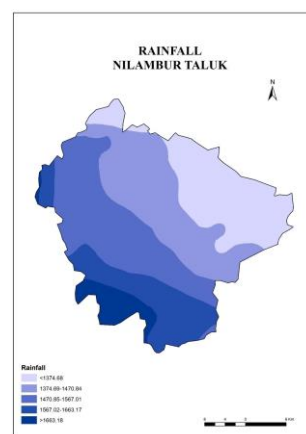 RAINFALL
NILAMBUR TALUK
N
Rainfall
<1374.68
1374.69-1470.84
1470.85-1567.01
1567.02-1663.17
>1663.18